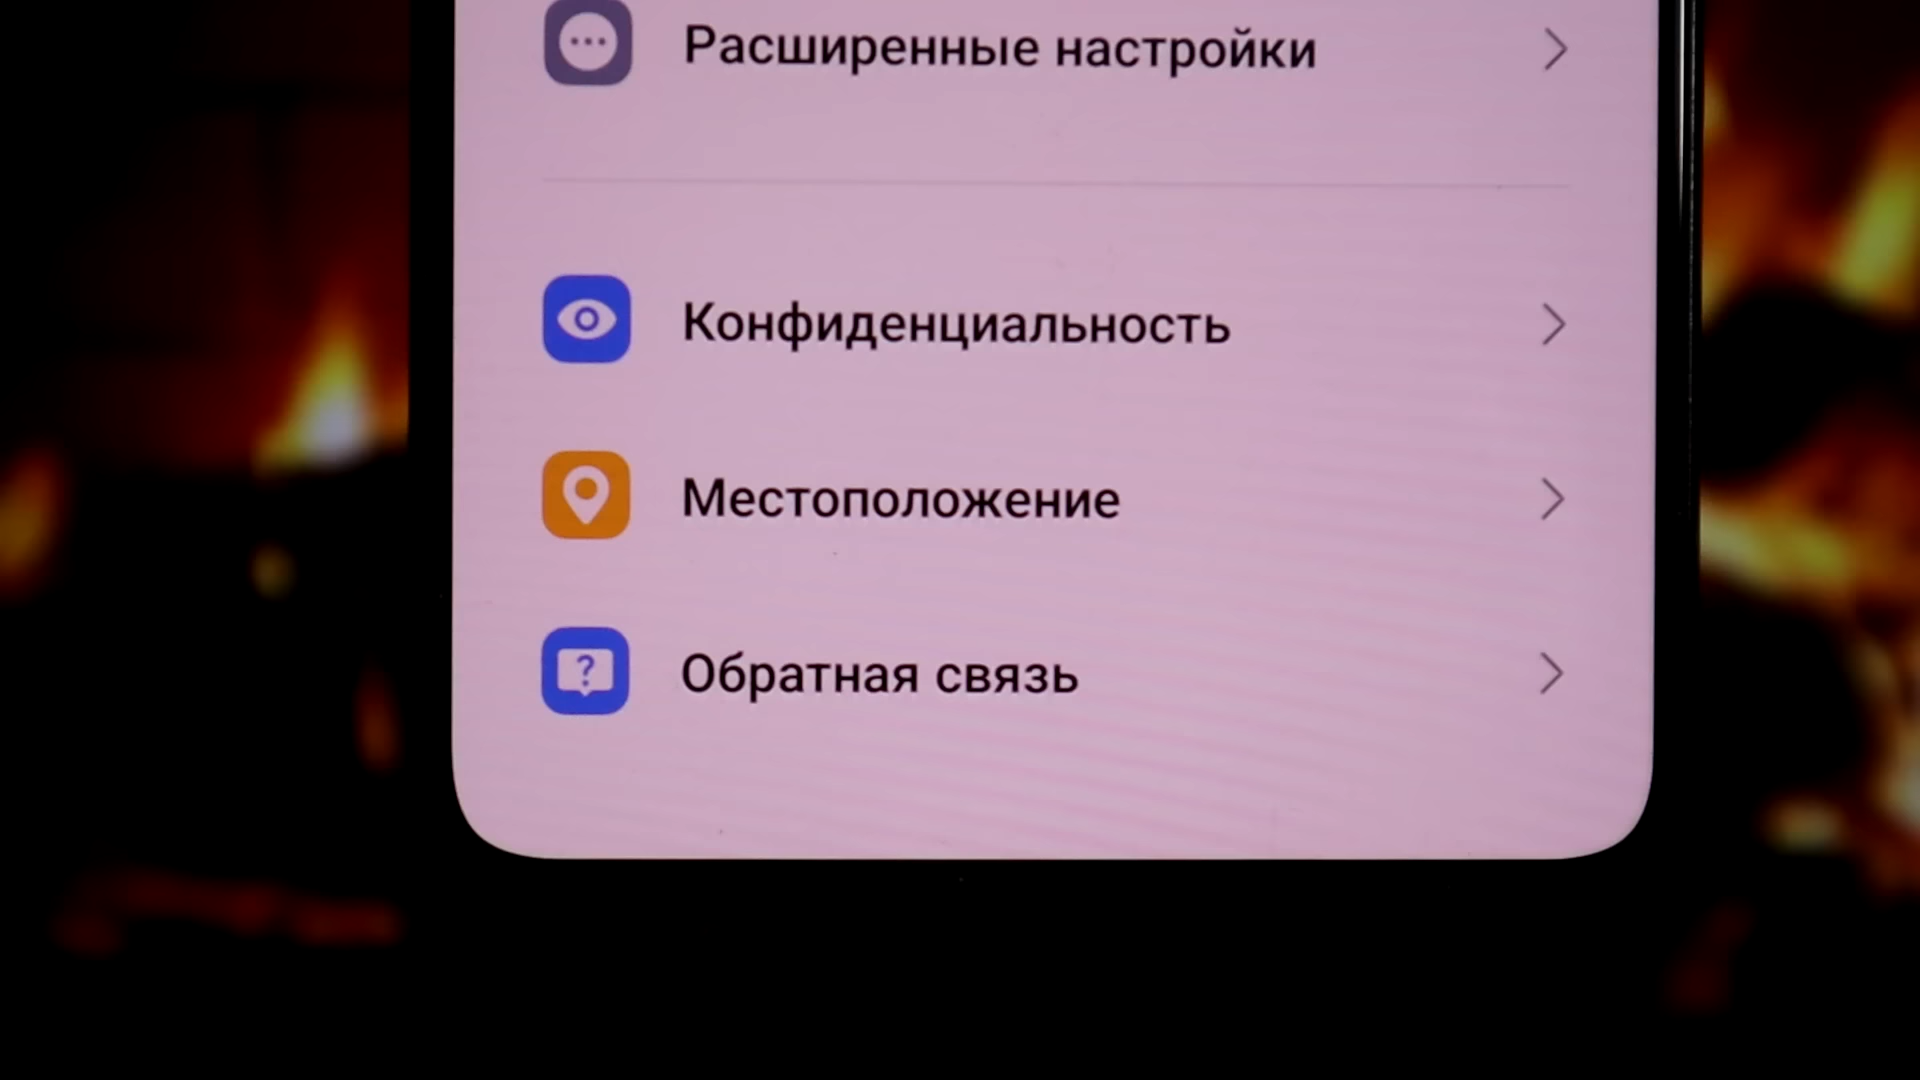 Расширенные настройки
Конфиденциальность
Местоположение
Обратная связь